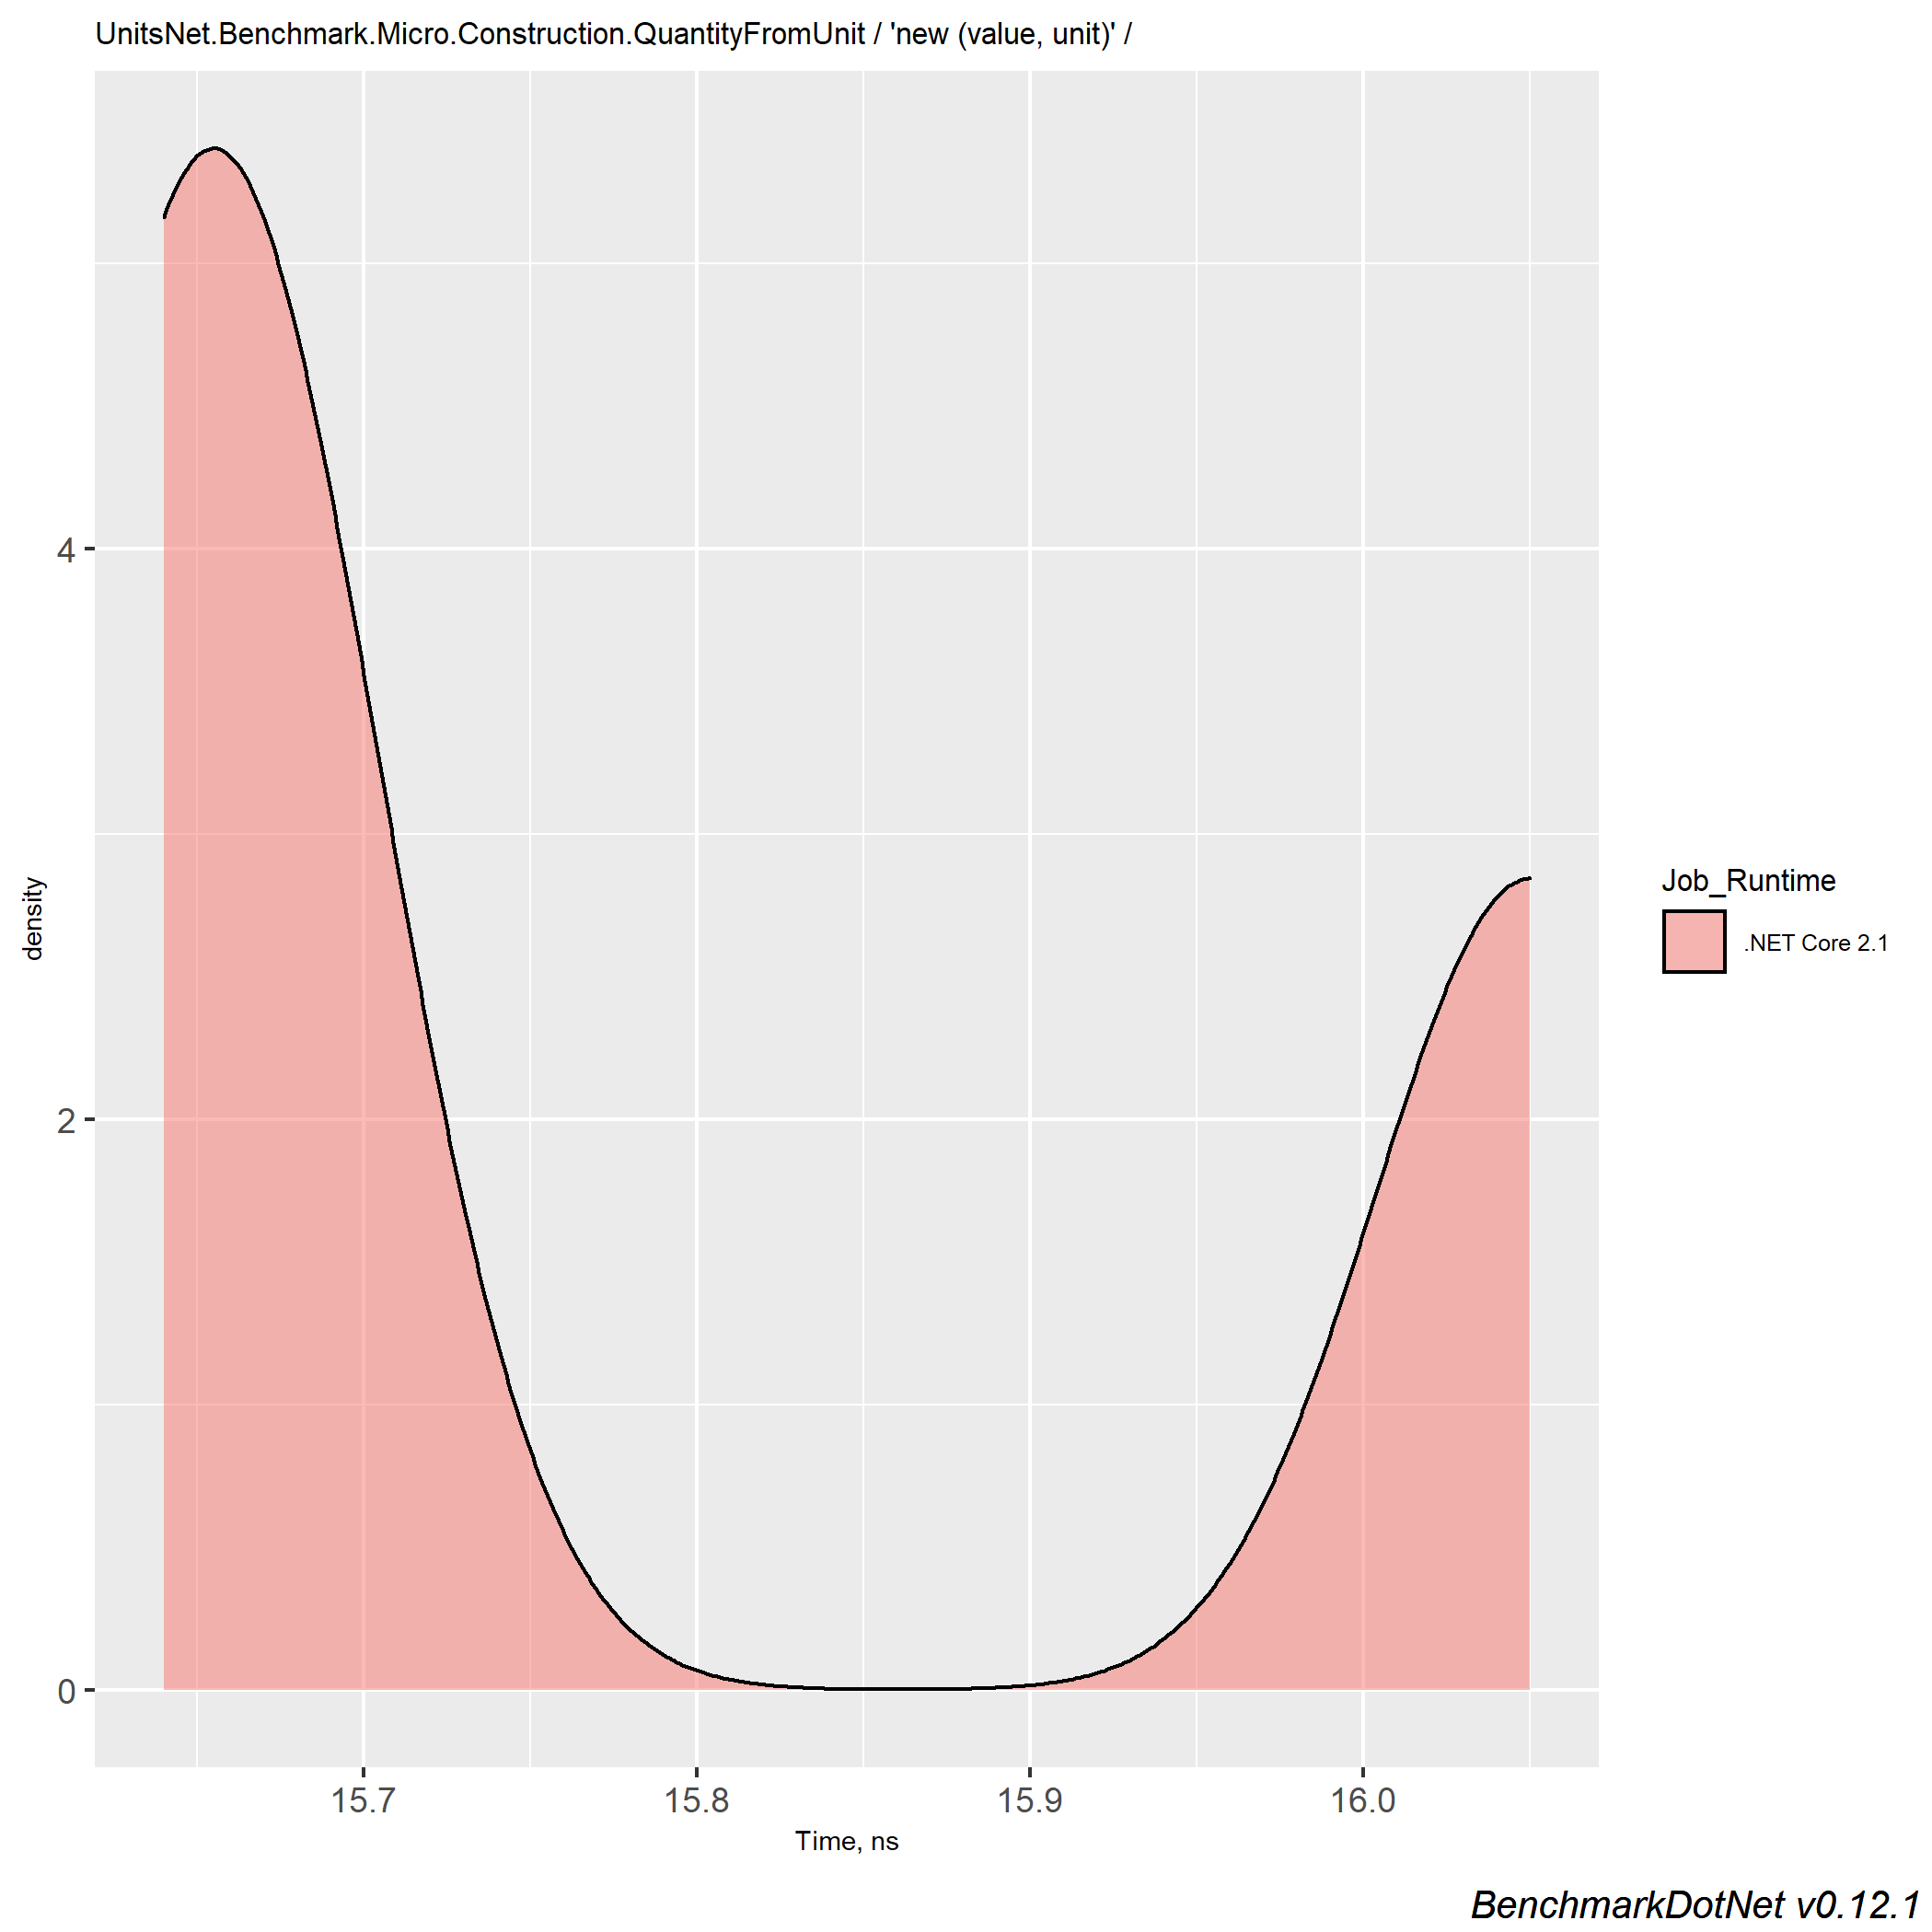 UnitsNet.Benchmark.Micro.Construction.QuantityFromUnit / 'new (value, unit)' /
4
2
0
density
15.7 15.8 15.9 16.0
Time, ns
Job_Runtime
.NET Core 2.1
BenchmarkDotNet v0.12.1